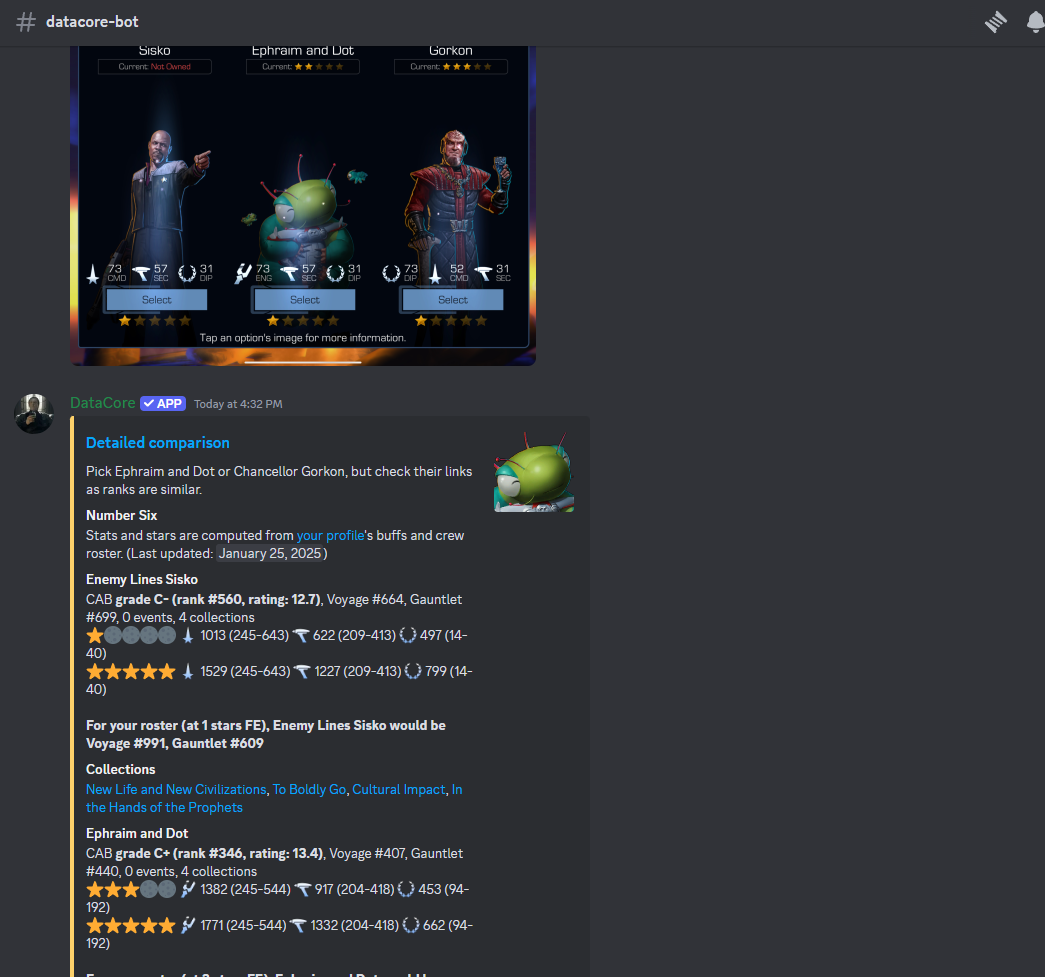 datacore-bot
Sisko
Ephraim and Dot
Gorkon
Current: Not Owned
Current:
Current:
73 CMD 57 SEC 31 DIP
73 ENG 57 SEC 31 DIP
73 DIP 52 CMD 31 SEC
Select
Select
Select
Tap an option's image for more information.
DataCore APP Today at 4:32 PM
Detailed comparison
Pick Ephraim and Dot or Chancellor Gorkon, but check their links
as ranks are similar.
Number Six
Stats and stars are computed from your profile's buffs and crew
roster. (Last updated: January 25, 2025)
Enemy Lines Sisko
CAB grade C- (rank #560, rating: 12.7), Voyage #664, Gauntlet
#699, 0 events, 4 collections
1013 (245-643) 622 (209-413) 497 (14-
40)
1529 (245-643) 1227 (209-413) 799 (14-
40)
For your roster (at 1 stars FE), Enemy Lines Sisko would be
Voyage #991, Gauntlet #609
Collections
New Life and New Civilizations, To Boldly Go, Cultural Impact, In
the Hands of the Prophets
Ephraim and Dot
CAB grade C+ (rank #346, rating: 13.4), Voyage #407, Gauntlet
#440, 0 events, 4 collections
1382 (245-544) 917 (204-418) 453 (94-
192)
1771 (245-544) 1332 (204-418) 662 (94-
192)